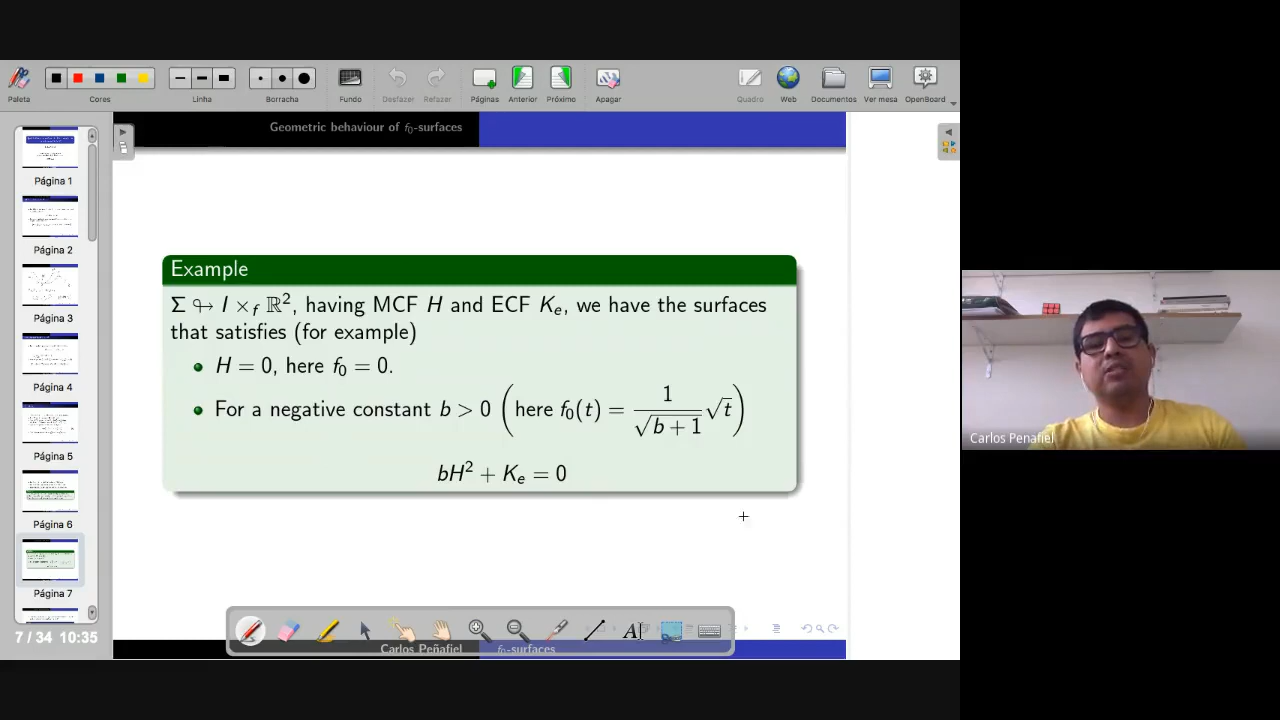 Paleta
Cores
Linha
Borracha
Fundo
Desfazer
Refazer
Páginas
Anterior
Próximo
Apagar
Quadro
Web
Documentos
Ver mesa
OpenBoard
Geometric behaviour of f₀-surfaces
Página 1
Página 2
Página 3
Página 4
Página 5
Página 6
Página 7
7 / 34 10:35
Example
Σ ↬ I ×_f ℝ², having MCF H and ECF Kₑ, we have the surfaces
that satisfies (for example)
• H = 0, here f₀ = 0.
• For a negative constant b > 0 (here f₀(t) = 1/√(b + 1) √t)
bH² + Kₑ = 0
Carlos Peñafiel
f₀-surfaces
Carlos Penafiel